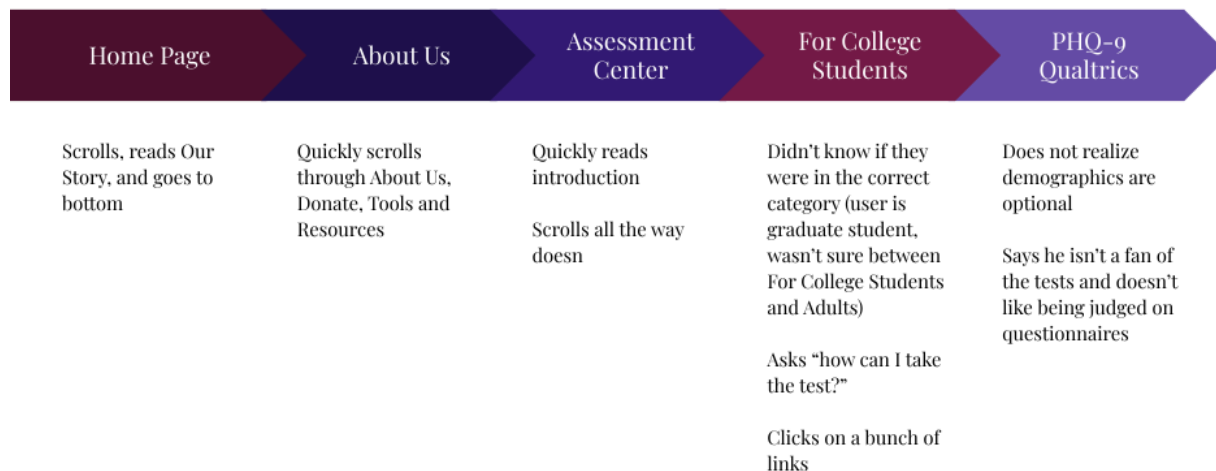 Home Page
About Us
Assessment
Center
For College
Students
PHQ-9
Qualtrics
Scrolls, reads Our
Story, and goes to
bottom
Quickly scrolls
through About Us,
Donate, Tools and
Resources
Quickly reads
introduction
Scrolls all the way
doesn
Didn’t know if they
were in the correct
category (user is
graduate student,
wasn’t sure between
For College Students
and Adults)
Asks “how can I take
the test?”
Clicks on a bunch of
links
Does not realize
demographics are
optional
Says he isn’t a fan of
the tests and doesn’t
like being judged on
questionnaires